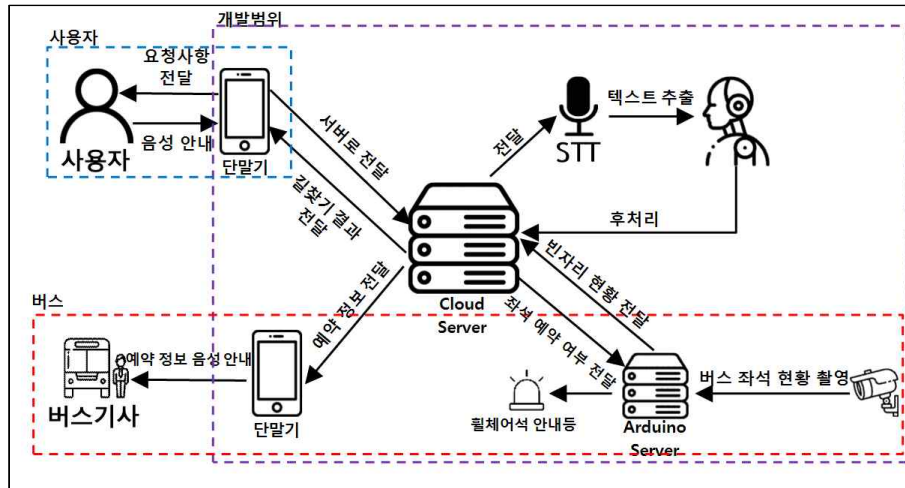 개발범위
사용자
요청사항
전달
사용자
음성 안내
단말기
서버로 전달
길찾기 결과
전달
전달
STT
텍스트 추출
후처리
Cloud
Server
빈자리 현황 전달
좌석 예약 여부 전달
예약 정보 전달
버스
예약 정보 음성 안내
버스기사
단말기
휠체어석 안내등
Arduino
Server
버스 좌석 현황 촬영